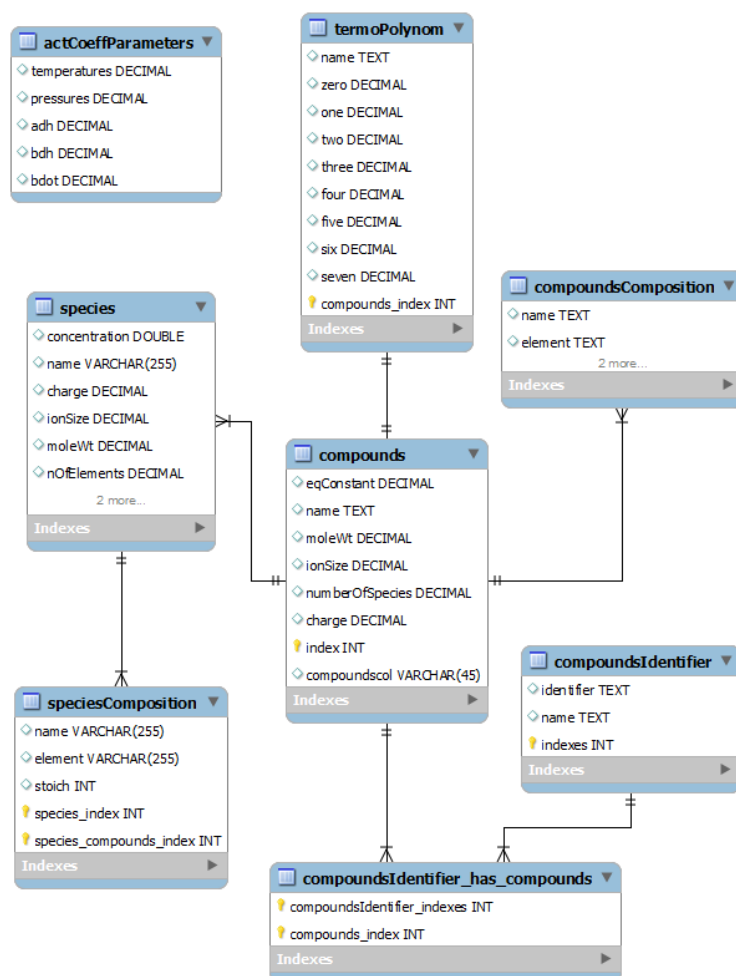 actCoeffParameters
temperatures DECIMAL
pressures DECIMAL
adh DECIMAL
bdh DECIMAL
bdot DECIMAL
termoPolynom
name TEXT
zero DECIMAL
one DECIMAL
two DECIMAL
three DECIMAL
four DECIMAL
five DECIMAL
six DECIMAL
seven DECIMAL
compounds_index INT
Indexes
species
concentration DOUBLE
name VARCHAR(255)
charge DECIMAL
ionSize DECIMAL
moleWt DECIMAL
nOfElements DECIMAL
2 more...
Indexes
compoundsComposition
name TEXT
element TEXT
2 more...
Indexes
compounds
eqConstant DECIMAL
name TEXT
moleWt DECIMAL
ionSize DECIMAL
numberOfSpecies DECIMAL
charge DECIMAL
index INT
compoundscol VARCHAR(45)
Indexes
speciesComposition
name VARCHAR(255)
element VARCHAR(255)
stoich INT
species_index INT
species_compounds_index INT
Indexes
compoundsIdentifier
identifier TEXT
name TEXT
indexes INT
Indexes
compoundsIdentifier_has_compounds
compoundsIdentifier_indexes INT
compounds_index INT
Indexes